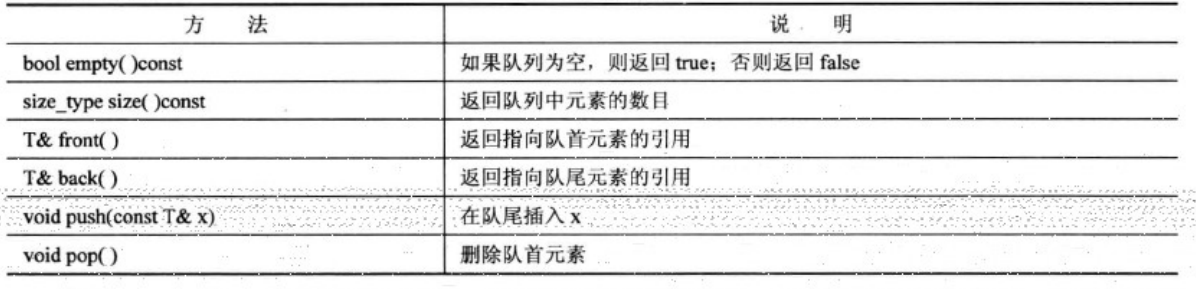 方 法 说 明
bool empty( )const 如果队列为空，则返回 true；否则返回 false
size_type size( )const 返回队列中元素的数目
T& front( ) 返回指向队首元素的引用
T& back( ) 返回指向队尾元素的引用
void push(const T& x) 在队尾插入 x
void pop( ) 删除队首元素